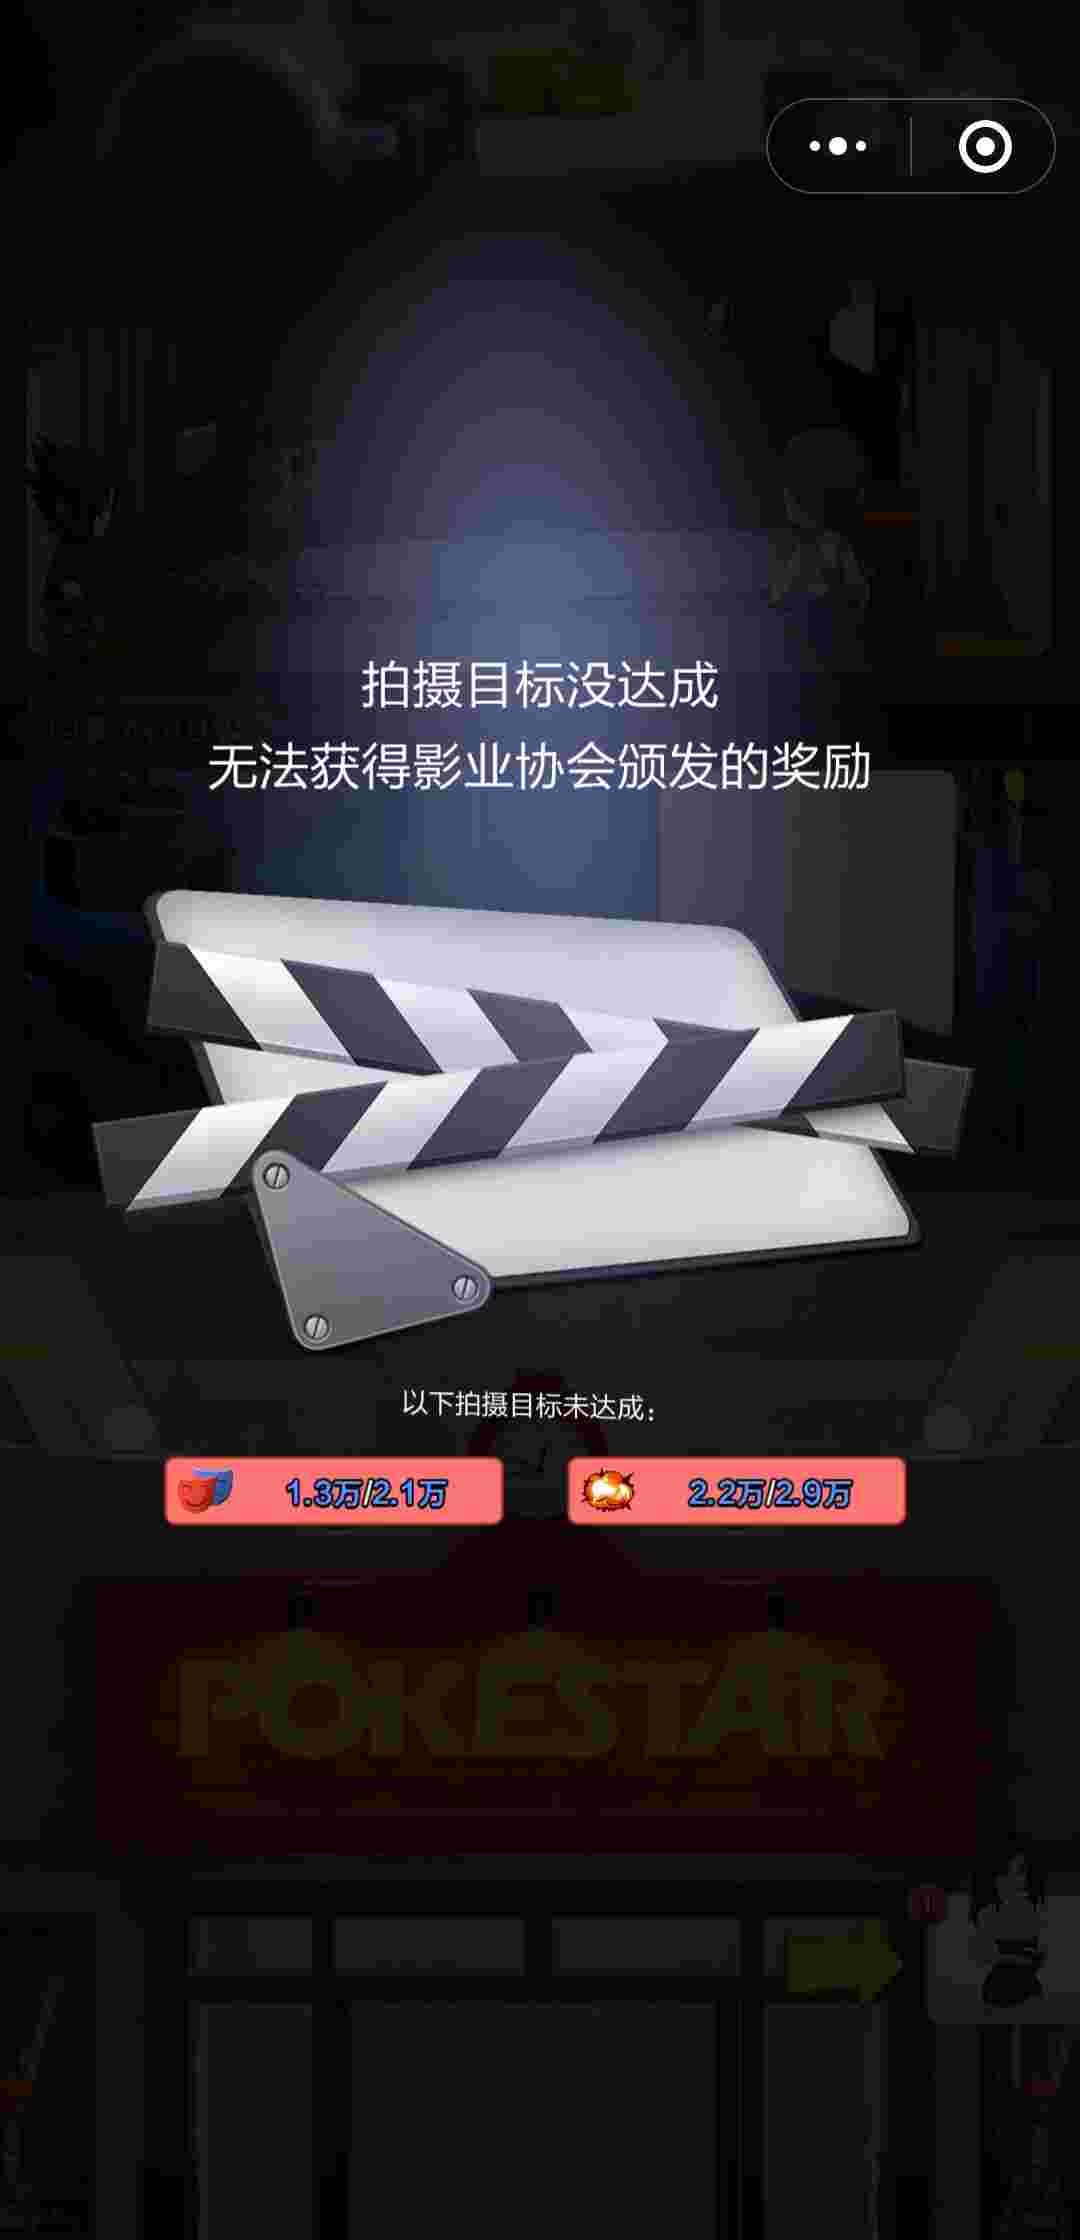 拍摄目标没达成
无法获得影业协会颁发的奖励
以下拍摄目标未达成：
1.3万/2.1万
2.2万/2.9万
POKESTAR